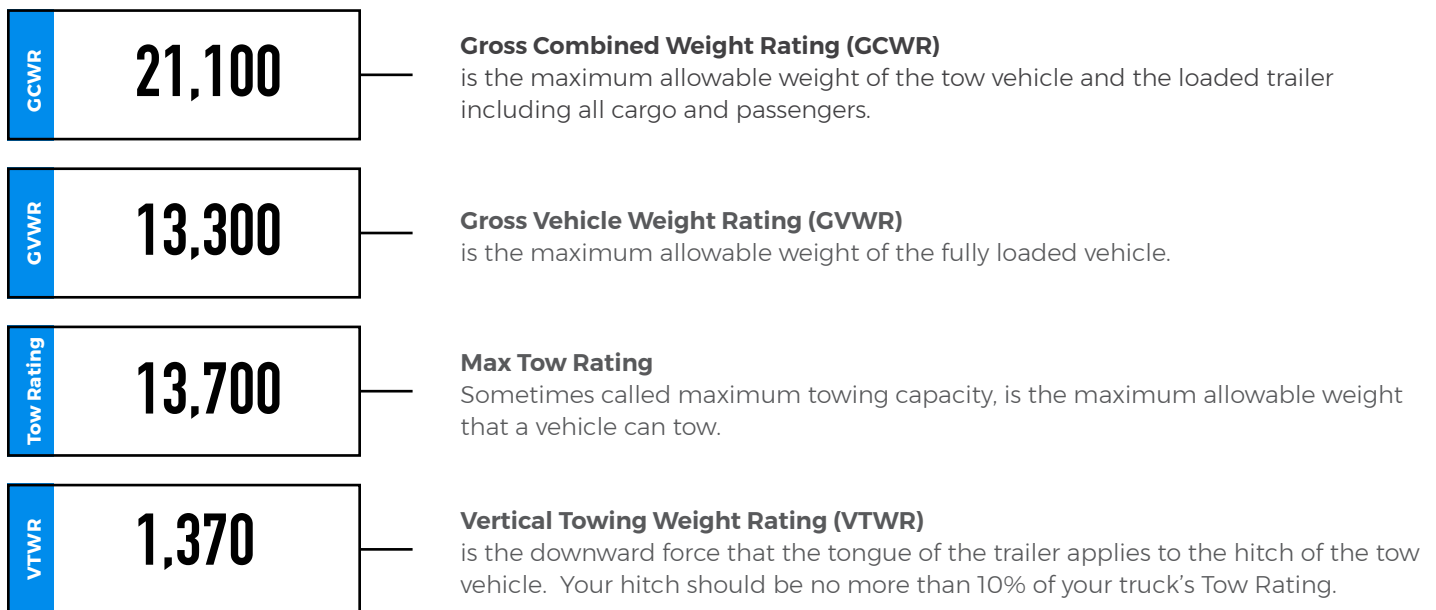 GCWR
21,100
Gross Combined Weight Rating (GCWR)
is the maximum allowable weight of the tow vehicle and the loaded trailer
including all cargo and passengers.
GVWR
13,300
Gross Vehicle Weight Rating (GVWR)
is the maximum allowable weight of the fully loaded vehicle.
Tow Rating
13,700
Max Tow Rating
Sometimes called maximum towing capacity, is the maximum allowable weight
that a vehicle can tow.
VTWR
1,370
Vertical Towing Weight Rating (VTWR)
is the downward force that the tongue of the trailer applies to the hitch of the tow
vehicle.  Your hitch should be no more than 10% of your truck's Tow Rating.